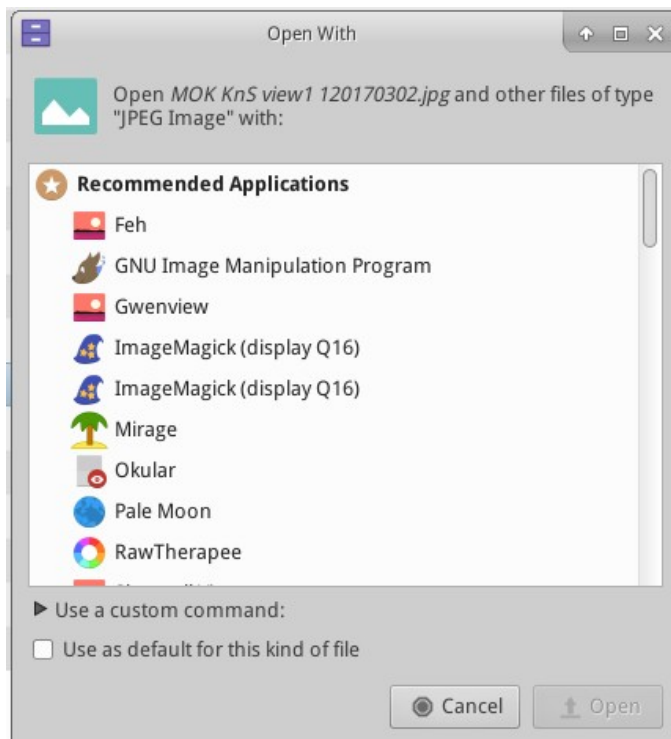 Open With
Open MOK KnS view1 120170302.jpg and other files of type
"JPEG Image" with:
Recommended Applications
Feh
GNU Image Manipulation Program
Gwenview
ImageMagick (display Q16)
ImageMagick (display Q16)
Mirage
Okular
Pale Moon
RawTherapee
Use a custom command:
Use as default for this kind of file
Cancel
Open